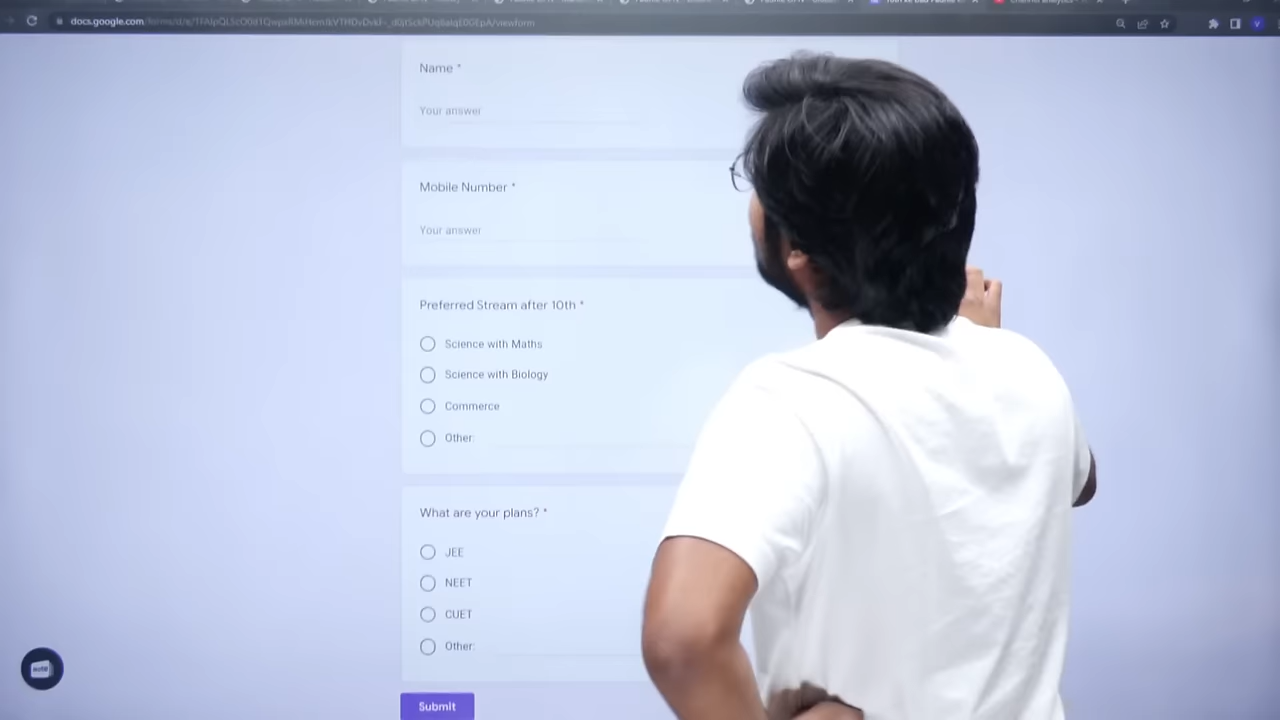 docs.google.com
Name *
Your answer
Mobile Number *
Your answer
Preferred Stream after 10th *
Science with Maths
Science with Biology
Commerce
Other:
What are your plans? *
JEE
NEET
CUET
Other:
Submit